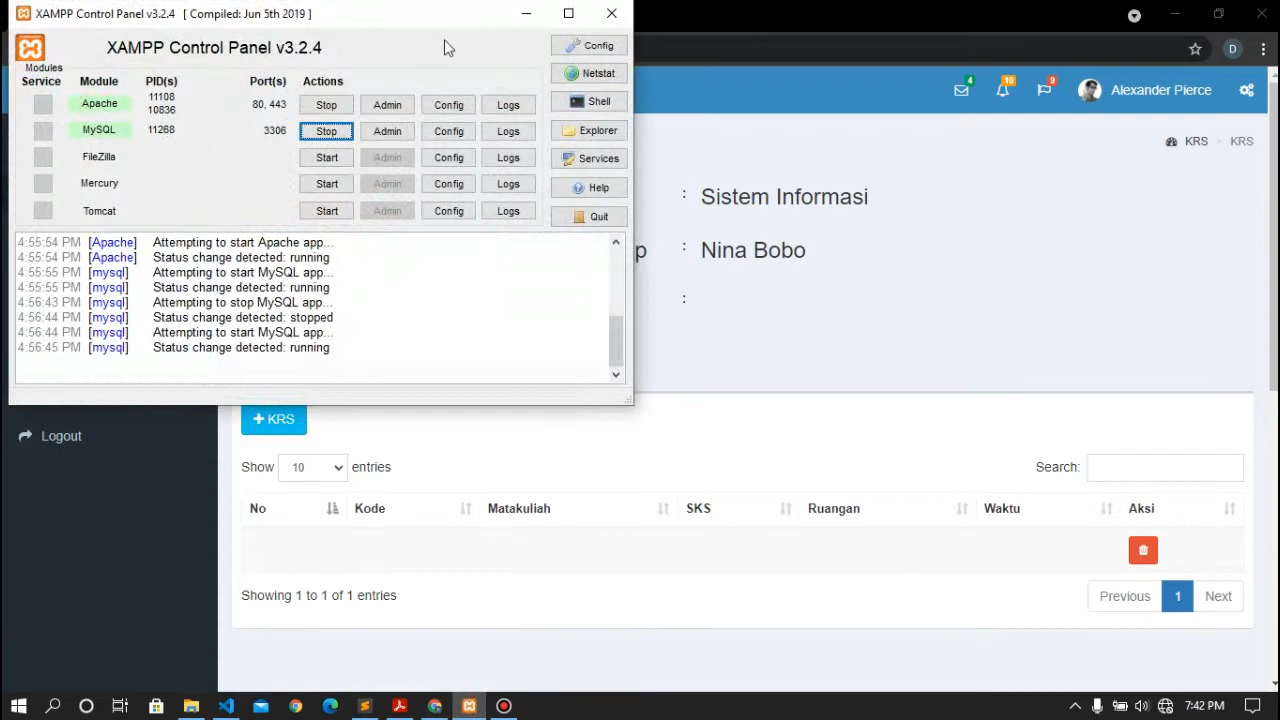 XAMPP Control Panel v3.2.4 [ Compiled: Jun 5th 2019 ]
XAMPP Control Panel v3.2.4
Config
Modules
Service Module PID(s) Port(s) Actions
Netstat
Apache 11108 10836 80, 443 Stop Admin Config Logs
Shell
MySQL 11268 3306 Stop Admin Config Logs
Explorer
FileZilla Start Admin Config Logs
Services
Mercury Start Admin Config Logs
Help
Tomcat Start Admin Config Logs
Quit
4:55:54 PM [Apache] Attempting to start Apache app...
4:55:54 PM [Apache] Status change detected: running
4:55:55 PM [mysql] Attempting to start MySQL app...
4:55:55 PM [mysql] Status change detected: running
4:56:43 PM [mysql] Attempting to stop MySQL app...
4:56:44 PM [mysql] Status change detected: stopped
4:56:44 PM [mysql] Attempting to start MySQL app...
4:56:45 PM [mysql] Status change detected: running
D
4 10 9 Alexander Pierce
KRS > KRS
: Sistem Informasi
p : Nina Bobo
:
Logout
+ KRS
Show 10 entries Search:
No Kode Matakuliah SKS Ruangan Waktu Aksi
Showing 1 to 1 of 1 entries
Previous 1 Next
7:42 PM